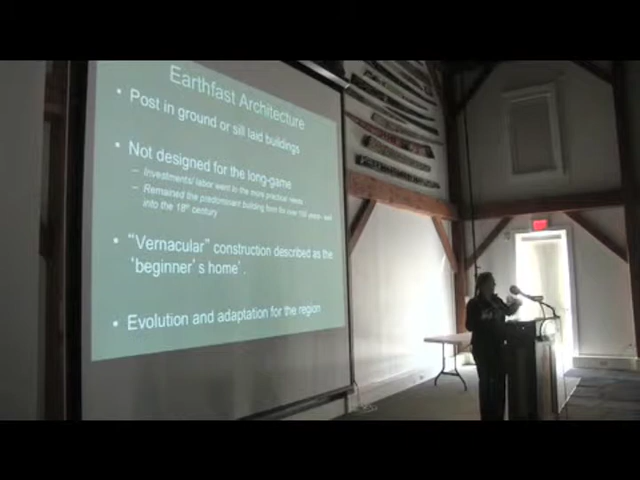 Earthfast Architecture
• Post in ground or sill laid buildings
• Not designed for the long-game
– Investments/ labor went to the more practical needs
– Remained the predominant building form for over 100 years well
into the 18th century
• "Vernacular" construction described as the
'beginner's home'.
• Evolution and adaptation for the region